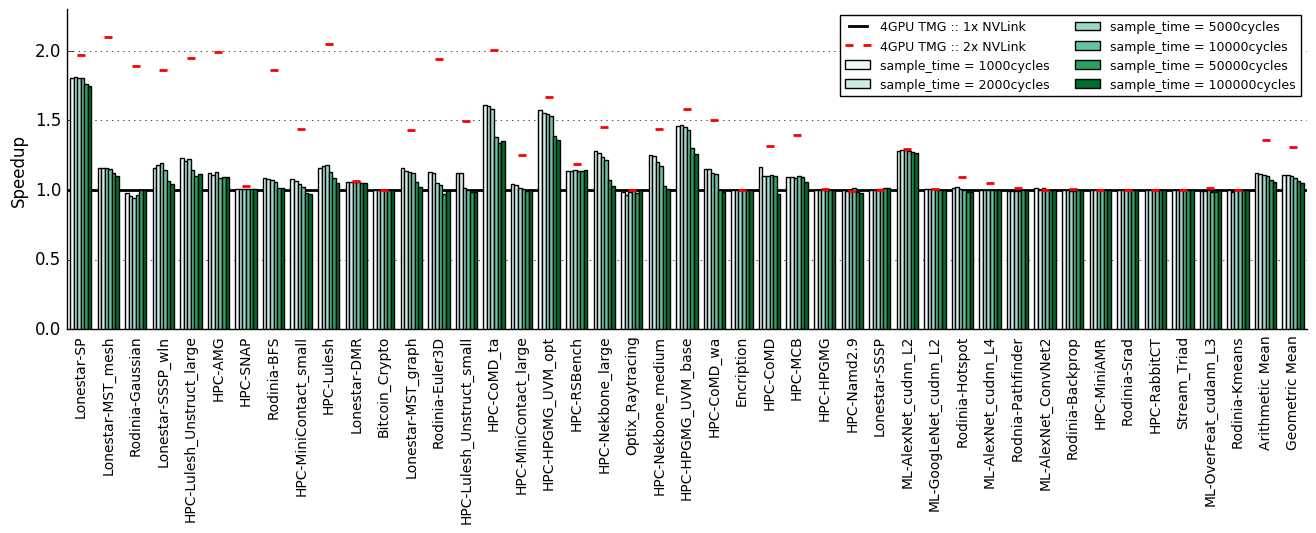 4GPU TMG :: 1x NVLink
4GPU TMG :: 2x NVLink
sample_time = 1000cycles
sample_time = 2000cycles
sample_time = 5000cycles
sample_time = 10000cycles
sample_time = 50000cycles
sample_time = 100000cycles
Speedup
2.0
1.5
1.0
0.5
0.0
Lonestar-SP
Lonestar-MST_mesh
Rodinia-Gaussian
Lonestar-SSSP_wln
HPC-Lulesh_Unstruct_large
HPC-AMG
HPC-SNAP
Rodinia-BFS
HPC-MiniContact_small
HPC-Lulesh
Lonestar-DMR
Bitcoin_Crypto
Lonestar-MST_graph
Rodinia-Euler3D
HPC-Lulesh_Unstruct_small
HPC-CoMD_ta
HPC-MiniContact_large
HPC-HPGMG_UVM_opt
HPC-RSBench
HPC-Nekbone_large
Optix_Raytracing
HPC-Nekbone_medium
HPC-HPGMG_UVM_base
HPC-CoMD_wa
Encription
HPC-CoMD
HPC-MCB
HPC-HPGMG
HPC-Namd2.9
Lonestar-SSSP
ML-AlexNet_cudnn_L2
ML-GoogLeNet_cudnn_L2
Rodinia-Hotspot
ML-AlexNet_cudnn_L4
Rodnia-Pathfinder
ML-AlexNet_ConvNet2
Rodinia-Backprop
HPC-MiniAMR
Rodinia-Srad
HPC-RabbitCT
Stream_Triad
ML-OverFeat_cudann_L3
Rodinia-Kmeans
Arithmetic Mean
Geometric Mean